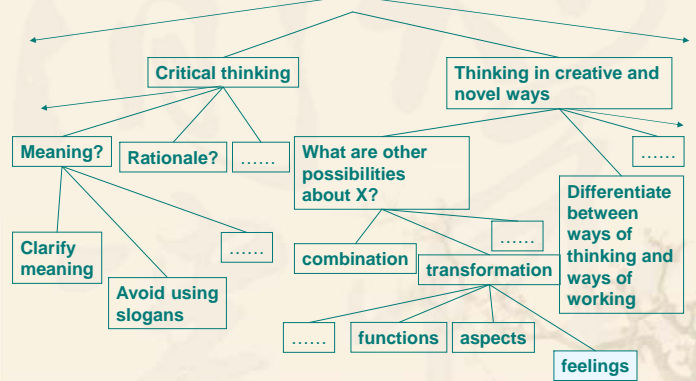 Critical thinking
Thinking in creative and
novel ways
Meaning?
Rationale?
……
What are other
possibilities
about X?
……
Differentiate
between
ways of
thinking and
ways of
working
Clarify
meaning
Avoid using
slogans
……
combination
transformation
……
……
functions
aspects
feelings